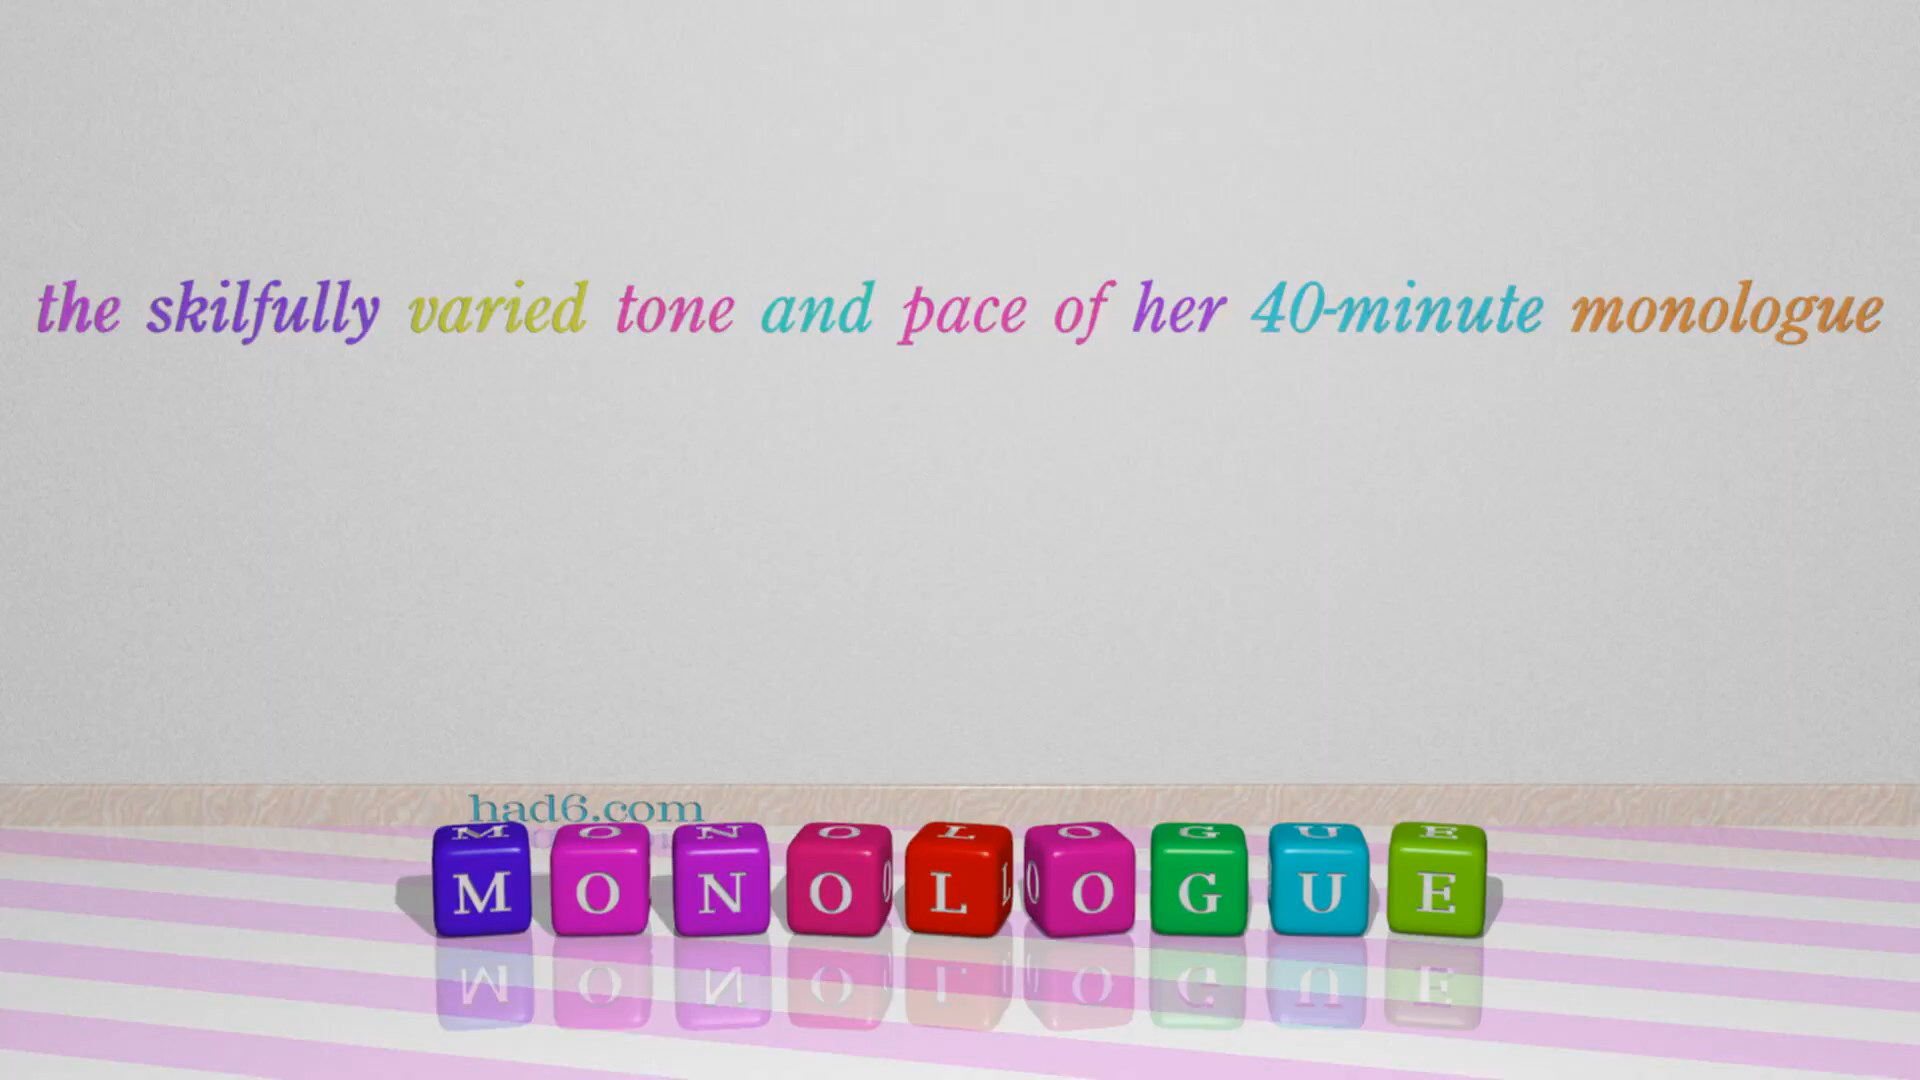 the skilfully varied tone and pace of her 40-minute monologue
had6.com
MONOLOGUE